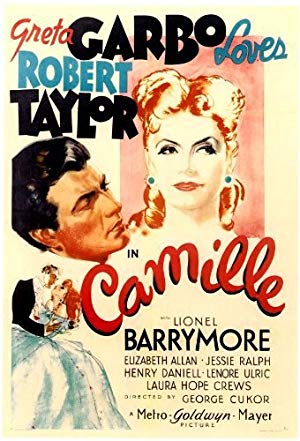 Greta GARBO Loves
ROBERT
TAYLOR
IN
Camille
WITH LIONEL
BARRYMORE
ELIZABETH ALLAN · JESSIE RALPH
HENRY DANIELL · LENORE ULRIC
LAURA HOPE CREWS
DIRECTED BY GEORGE CUKOR
A Metro-Goldwyn-Mayer
PICTURE